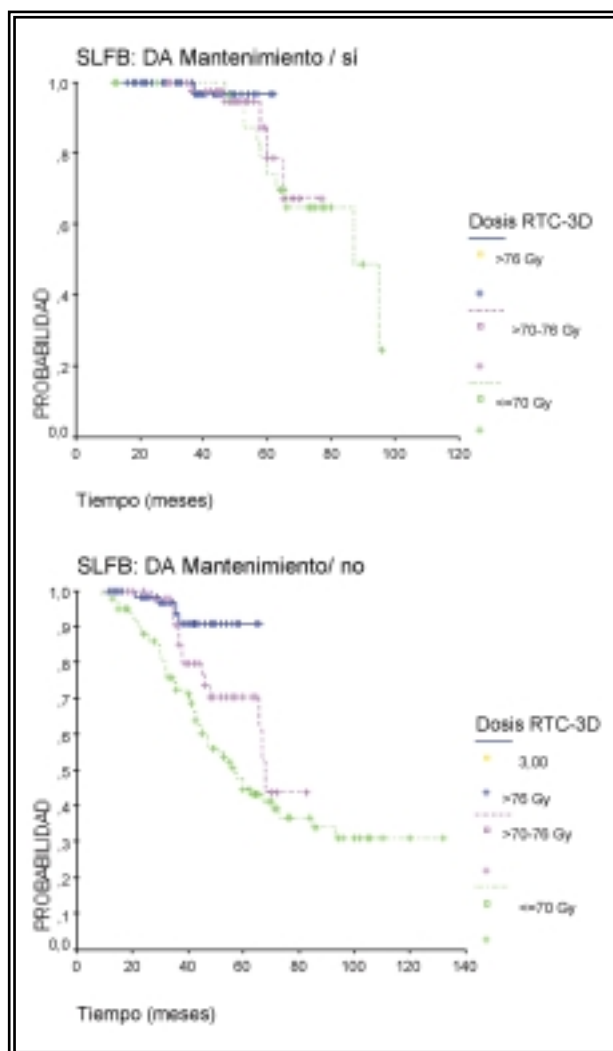 SLFB: DA Mantenimiento / sí
PROBABILIDAD
1,0
,8
,6
,4
,2
0,0
0 20 40 60 80 100 120
Tiempo (meses)
Dosis RTC-3D
>76 Gy
>70-76 Gy
<=70 Gy
SLFB: DA Mantenimiento/ no
PROBABILIDAD
1,0
,9
,8
,7
,6
,5
,4
,3
,2
,1
0,0
0 20 40 60 80 100 120 140
Tiempo (meses)
Dosis RTC-3D
3,00
>76 Gy
>70-76 Gy
<=70 Gy